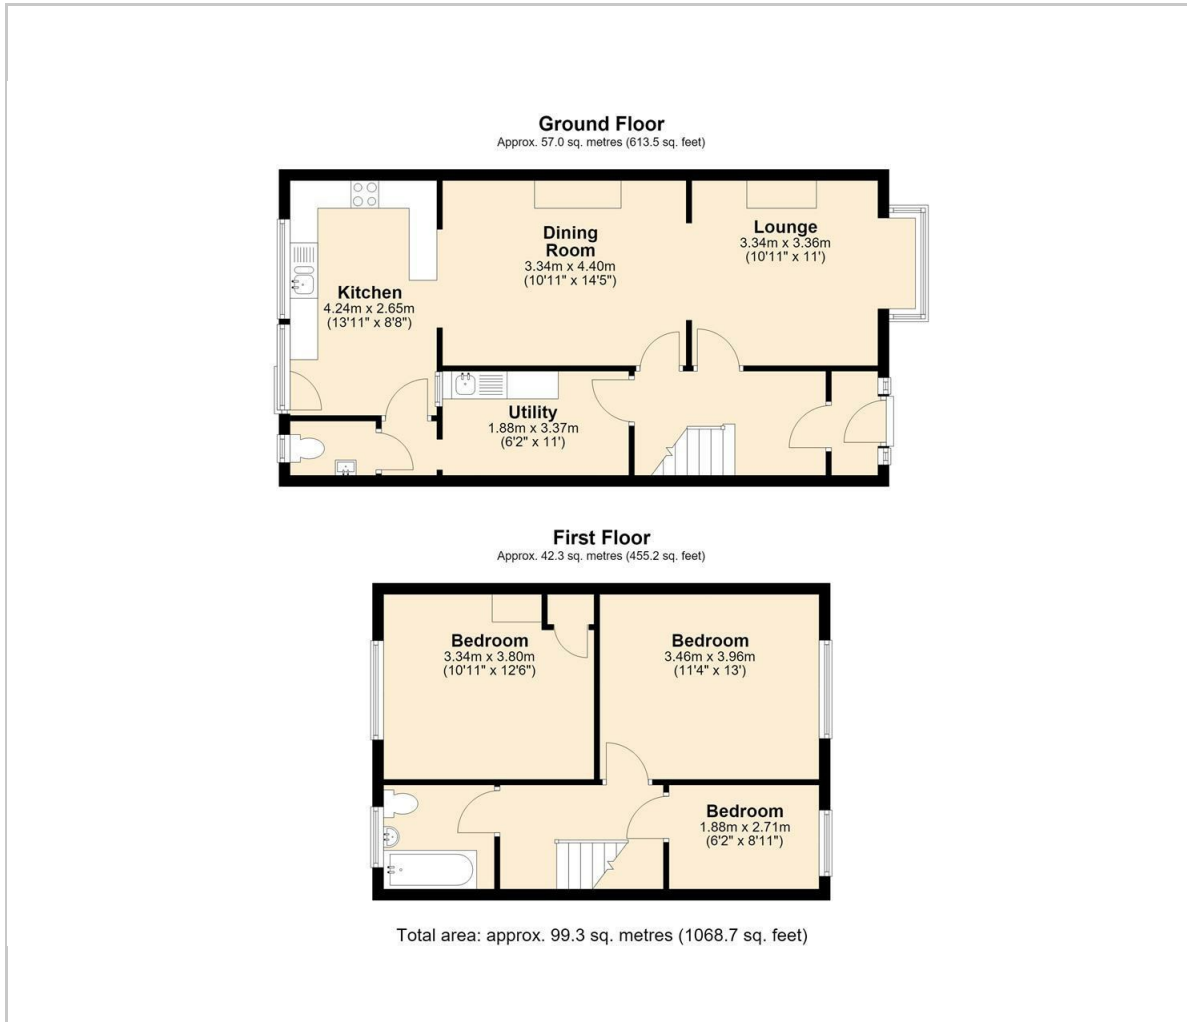 Ground Floor
Approx. 57.0 sq. metres (613.5 sq. feet)
Kitchen
4.24m x 2.65m
(13'11" x 8'8")
Dining
Room
3.34m x 4.40m
(10'11" x 14'5")
Lounge
3.34m x 3.36m
(10'11" x 11')
Utility
1.88m x 3.37m
(6'2" x 11')
First Floor
Approx. 42.3 sq. metres (455.2 sq. feet)
Bedroom
3.34m x 3.80m
(10'11" x 12'6")
Bedroom
3.46m x 3.96m
(11'4" x 13')
Bedroom
1.88m x 2.71m
(6'2" x 8'11")
Total area: approx. 99.3 sq. metres (1068.7 sq. feet)